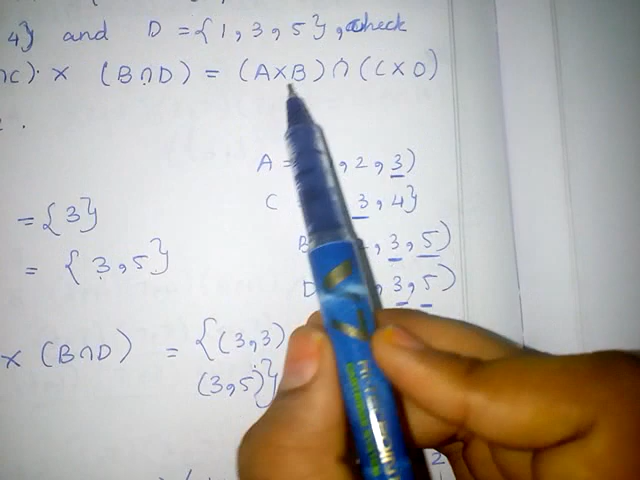 4} and D = {1, 3, 5}, check
∩C) × (B∩D) = (A×B) ∩ (C×D)
A = , 2, 3)
= {3}
C 3, 4}
B , 3, 5)
= {3, 5}
D , 3, 5)
× (B∩D) = {(3,3)
(3,5)}
2